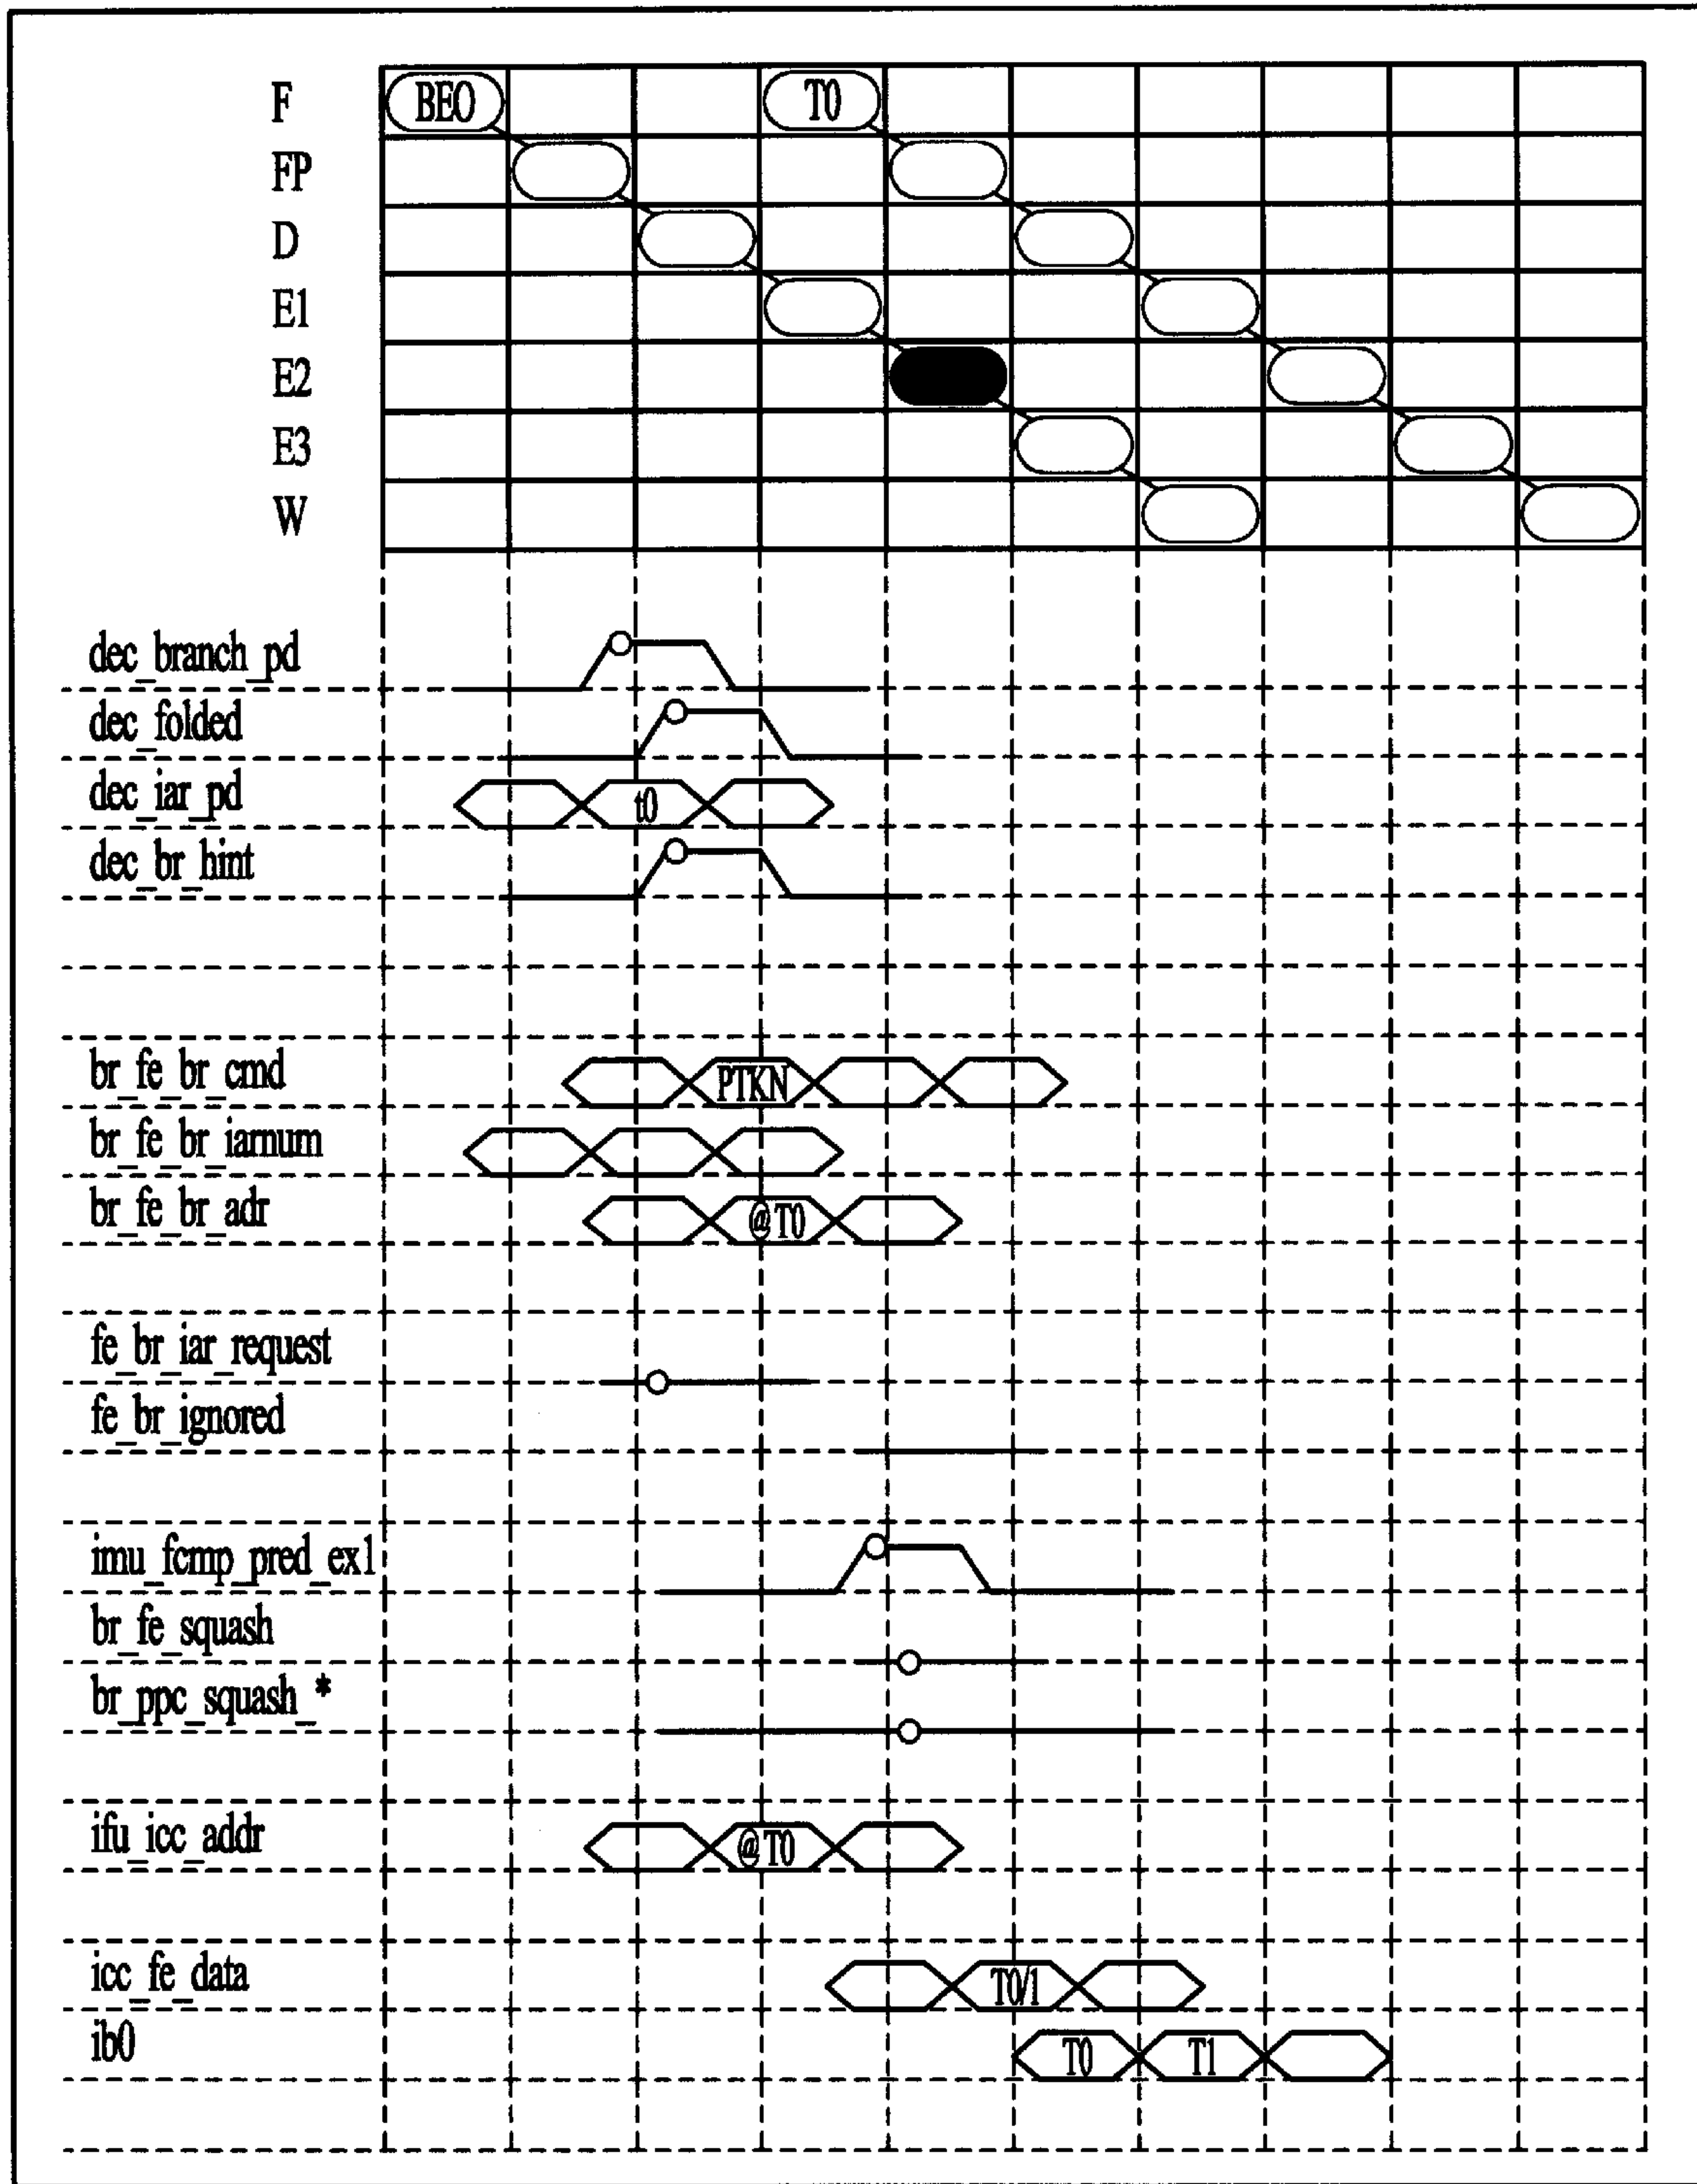 F BEO T0
FP
D
E1
E2
E3
W
dec_branch_pd
dec_folded
dec_iar_pd t0
dec_br_hint
br_fe_br_cmd PTKN
br_fe_br_iarnum
br_fe_br_adr @T0
fe_br_iar_request
fe_br_ignored
imu_fcmp_pred_ex1
br_fe_squash
br_ppc_squash_*
ifu_icc_addr @T0
icc_fe_data T0/1
ib0 T0 T1